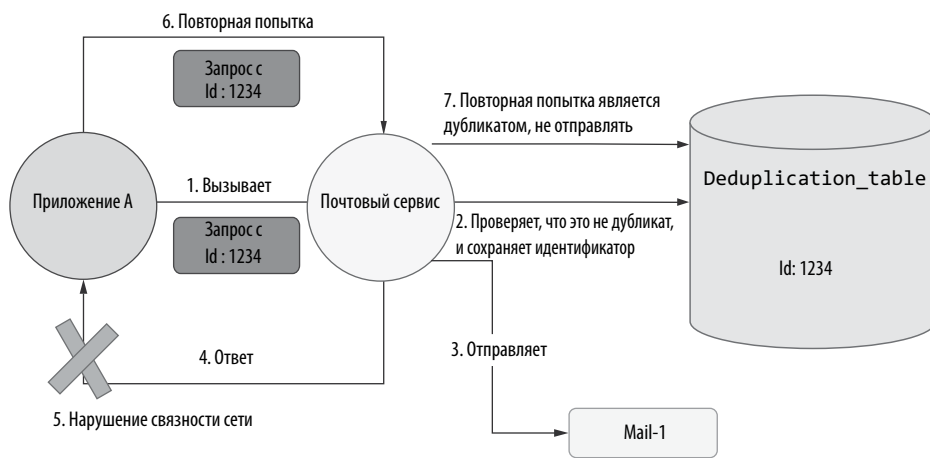 6. Повторная попытка
Запрос с
Id : 1234
7. Повторная попытка является
дубликатом, не отправлять
Deduplication_table
Приложение А
1. Вызывает
Почтовый сервис
Запрос с
Id : 1234
2. Проверяет, что это не дубликат,
и сохраняет идентификатор
Id: 1234
3. Отправляет
4. Ответ
5. Нарушение связности сети
Mail-1